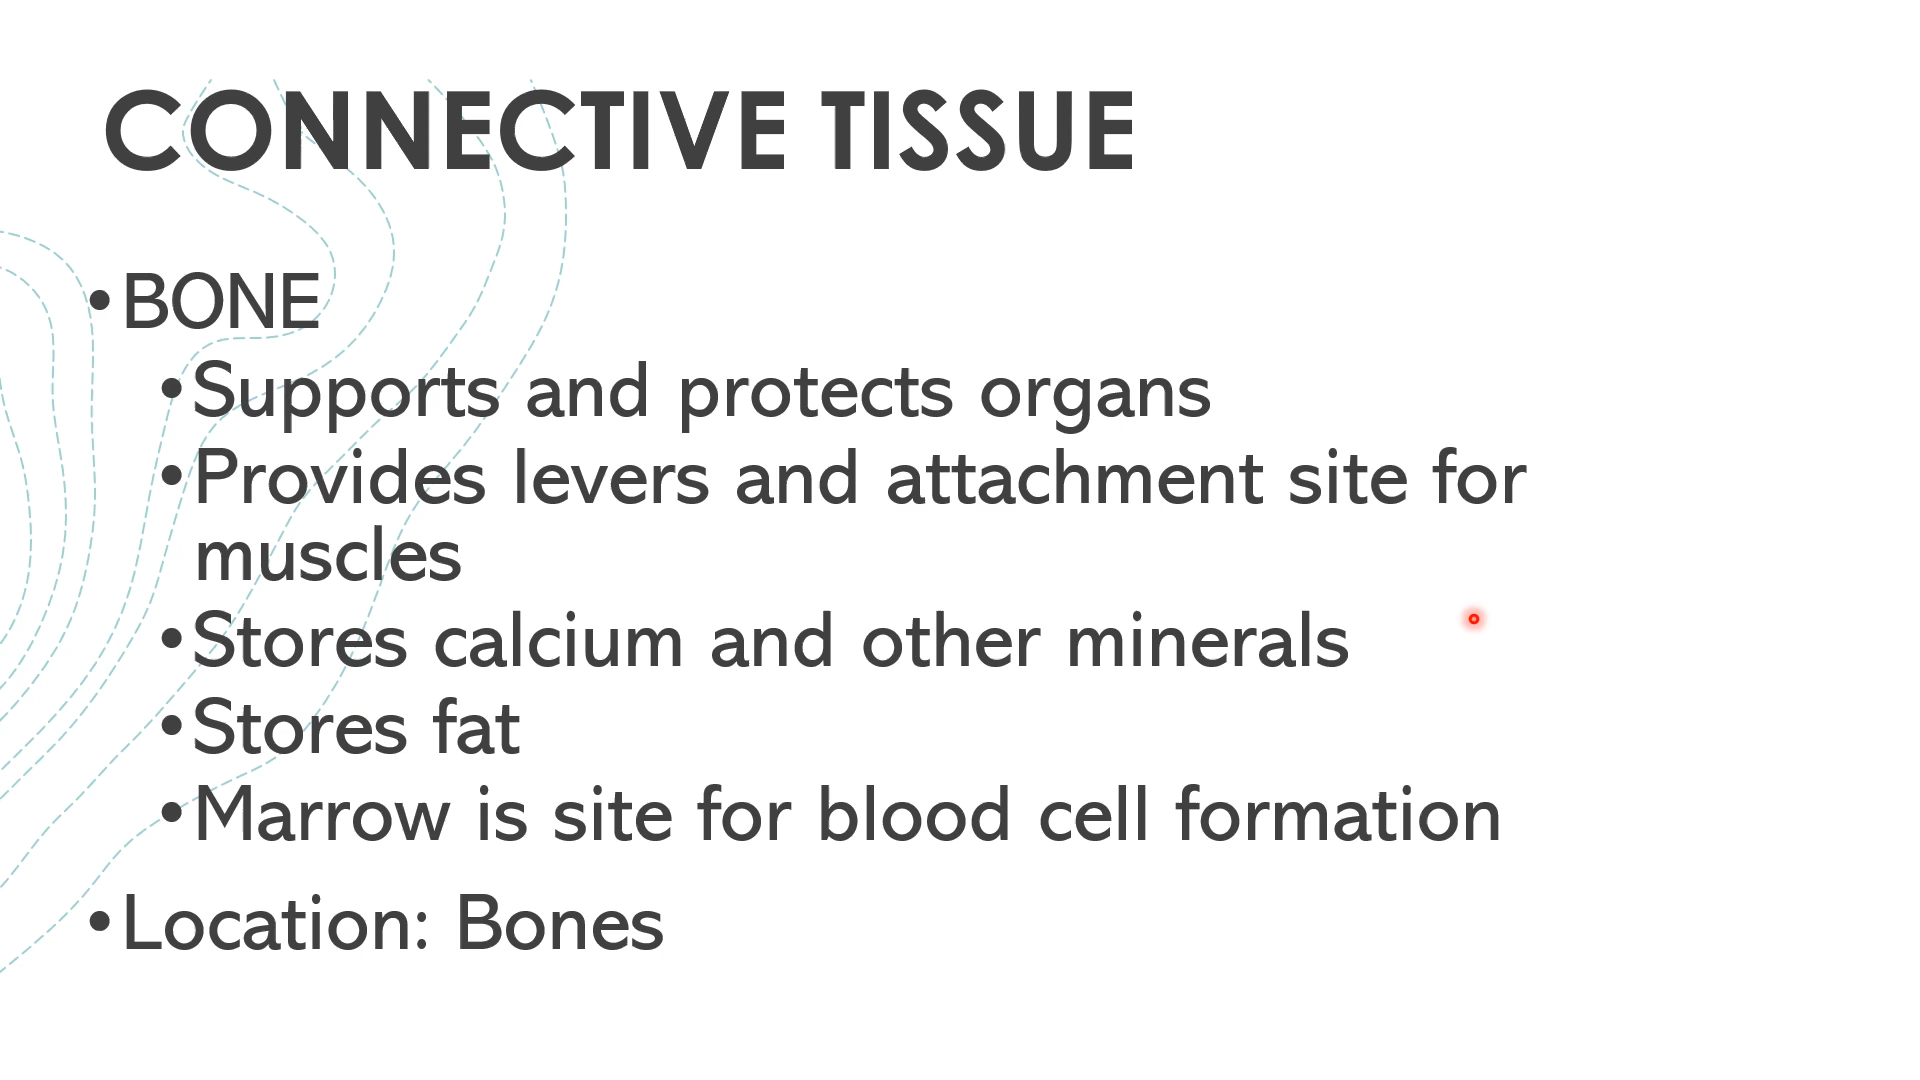 CONNECTIVE TISSUE
•BONE
•Supports and protects organs
•Provides levers and attachment site for
muscles
•Stores calcium and other minerals
•Stores fat
•Marrow is site for blood cell formation
•Location: Bones